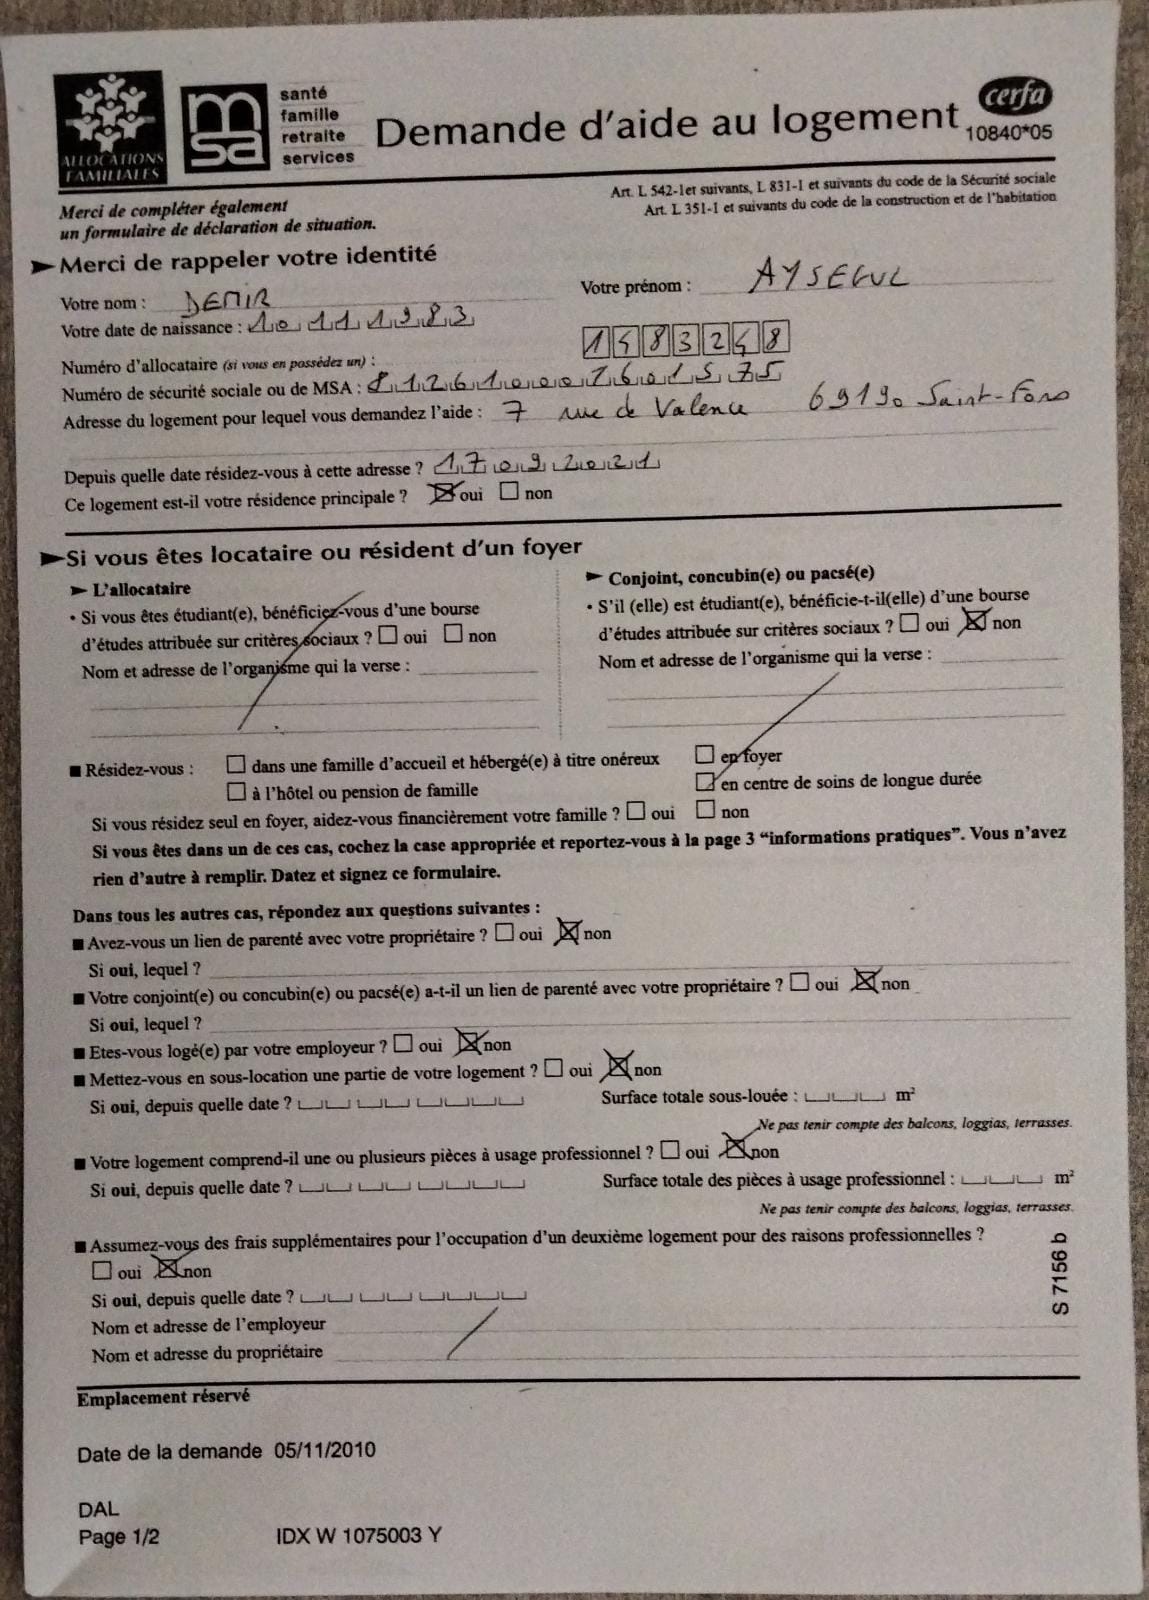 ALLOCATIONS
FAMILIALES
msa
santé
famille
retraite
services
Demande d'aide au logement
cerfa
10840*05
Art. L 542-1et suivants, L 831-1 et suivants du code de la Sécurité sociale
Art. L 351-1 et suivants du code de la construction et de l'habitation
Merci de compléter également
un formulaire de déclaration de situation.
Merci de rappeler votre identité
Votre nom : DEMIR Votre prénom : AYSEGUL
Votre date de naissance : 10 11 1983
Numéro d'allocataire (si vous en possédez un) : 1483248
Numéro de sécurité sociale ou de MSA : 812610007601575
Adresse du logement pour lequel vous demandez l'aide : 7 rue de Valence 69190 Saint-Fons
Depuis quelle date résidez-vous à cette adresse ? 17 09 2021
Ce logement est-il votre résidence principale ? ☒ oui ☐ non
Si vous êtes locataire ou résident d'un foyer
L'allocataire
• Si vous êtes étudiant(e), bénéficiez-vous d'une bourse
d'études attribuée sur critères sociaux ? ☐ oui ☐ non
Nom et adresse de l'organisme qui la verse :
Conjoint, concubin(e) ou pacsé(e)
• S'il (elle) est étudiant(e), bénéficie-t-il(elle) d'une bourse
d'études attribuée sur critères sociaux ? ☐ oui ☒ non
Nom et adresse de l'organisme qui la verse :
■ Résidez-vous : ☐ dans une famille d'accueil et hébergé(e) à titre onéreux ☐ en foyer
☐ à l'hôtel ou pension de famille ☐ en centre de soins de longue durée
Si vous résidez seul en foyer, aidez-vous financièrement votre famille ? ☐ oui ☐ non
Si vous êtes dans un de ces cas, cochez la case appropriée et reportez-vous à la page 3 “informations pratiques”. Vous n'avez
rien d'autre à remplir. Datez et signez ce formulaire.
Dans tous les autres cas, répondez aux questions suivantes :
■ Avez-vous un lien de parenté avec votre propriétaire ? ☐ oui ☒ non
Si oui, lequel ?
■ Votre conjoint(e) ou concubin(e) ou pacsé(e) a-t-il un lien de parenté avec votre propriétaire ? ☐ oui ☒ non
Si oui, lequel ?
■ Etes-vous logé(e) par votre employeur ? ☐ oui ☒ non
■ Mettez-vous en sous-location une partie de votre logement ? ☐ oui ☒ non
Si oui, depuis quelle date ? Surface totale sous-louée : m²
Ne pas tenir compte des balcons, loggias, terrasses.
■ Votre logement comprend-il une ou plusieurs pièces à usage professionnel ? ☐ oui ☒ non
Si oui, depuis quelle date ? Surface totale des pièces à usage professionnel : m²
Ne pas tenir compte des balcons, loggias, terrasses.
■ Assumez-vous des frais supplémentaires pour l'occupation d'un deuxième logement pour des raisons professionnelles ?
☐ oui ☒ non
Si oui, depuis quelle date ?
Nom et adresse de l'employeur
Nom et adresse du propriétaire
S 7156 b
Emplacement réservé
Date de la demande 05/11/2010
DAL
Page 1/2 IDX W 1075003 Y